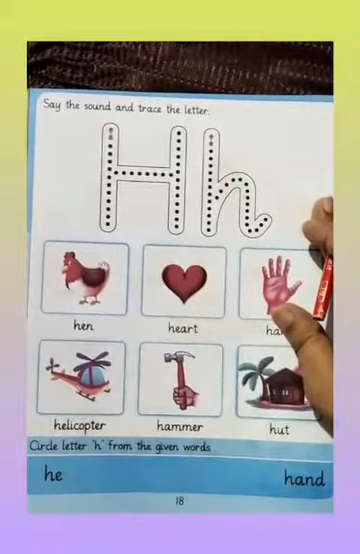 Say the sound and trace the letter.
Hh
hen heart
helicopter hammer hut
Circle letter 'h' from the given words
he hand
18